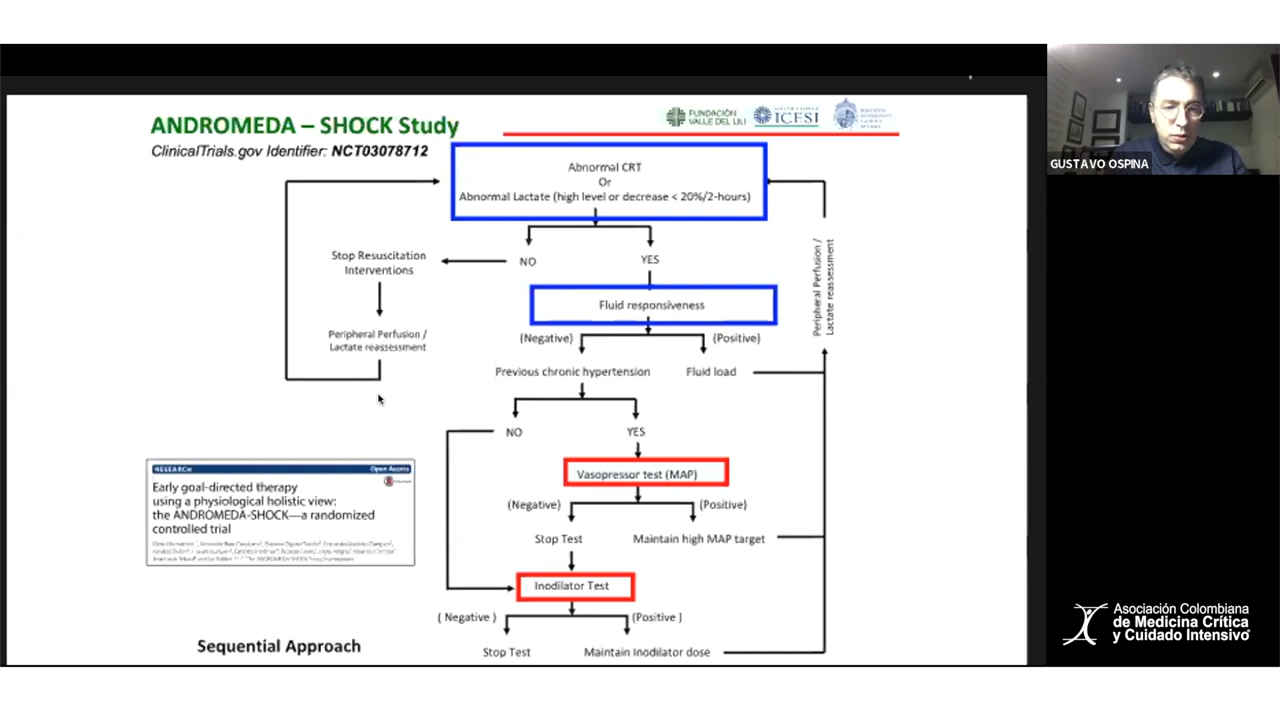 ANDROMEDA – SHOCK Study
ClinicalTrials.gov Identifier: NCT03078712
FUNDACIÓN
VALLE DEL LILI
ICESI
GUSTAVO OSPINA
Abnormal CRT
Or
Abnormal Lactate (high level or decrease < 20%/2-hours)
NO
YES
Stop Resuscitation
Interventions
Peripheral Perfusion /
Lactate reassessment
Fluid responsiveness
(Negative)
(Positive)
Previous chronic hypertension
Fluid load
Peripheral Perfusion /
Lactate reassessment
NO
YES
Vasopressor test (MAP)
(Negative)
(Positive)
Stop Test
Maintain high MAP target
Inodilator Test
( Negative )
(Positive )
Stop Test
Maintain Inodilator dose
RESEARCH
Open Access
Early goal-directed therapy
using a physiological holistic view:
the ANDROMEDA-SHOCK—a randomized
controlled trial
Sequential Approach
Asociación Colombiana
de Medicina Crítica
y Cuidado Intensivo